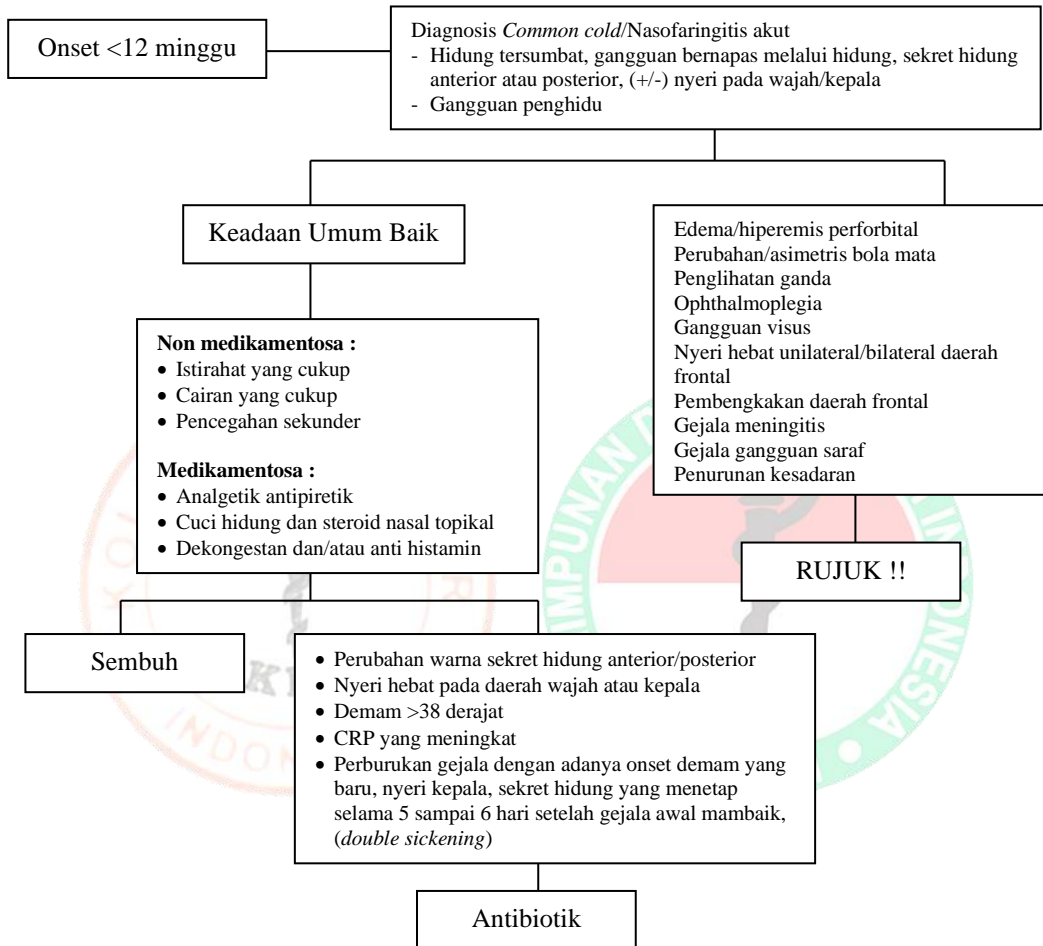 Onset <12 minggu
Diagnosis Common cold/Nasofaringitis akut
- Hidung tersumbat, gangguan bernapas melalui hidung, sekret hidung
anterior atau posterior, (+/-) nyeri pada wajah/kepala
- Gangguan penghidu
Keadaan Umum Baik
Non medikamentosa :
• Istirahat yang cukup
• Cairan yang cukup
• Pencegahan sekunder
Medikamentosa :
• Analgetik antipiretik
• Cuci hidung dan steroid nasal topikal
• Dekongestan dan/atau anti histamin
Edema/hiperemis perforbital
Perubahan/asimetris bola mata
Penglihatan ganda
Ophthalmoplegia
Gangguan visus
Nyeri hebat unilateral/bilateral daerah
frontal
Pembengkakan daerah frontal
Gejala meningitis
Gejala gangguan saraf
Penurunan kesadaran
RUJUK !!
Sembuh
• Perubahan warna sekret hidung anterior/posterior
• Nyeri hebat pada daerah wajah atau kepala
• Demam >38 derajat
• CRP yang meningkat
• Perburukan gejala dengan adanya onset demam yang
baru, nyeri kepala, sekret hidung yang menetap
selama 5 sampai 6 hari setelah gejala awal mambaik,
(double sickening)
Antibiotik